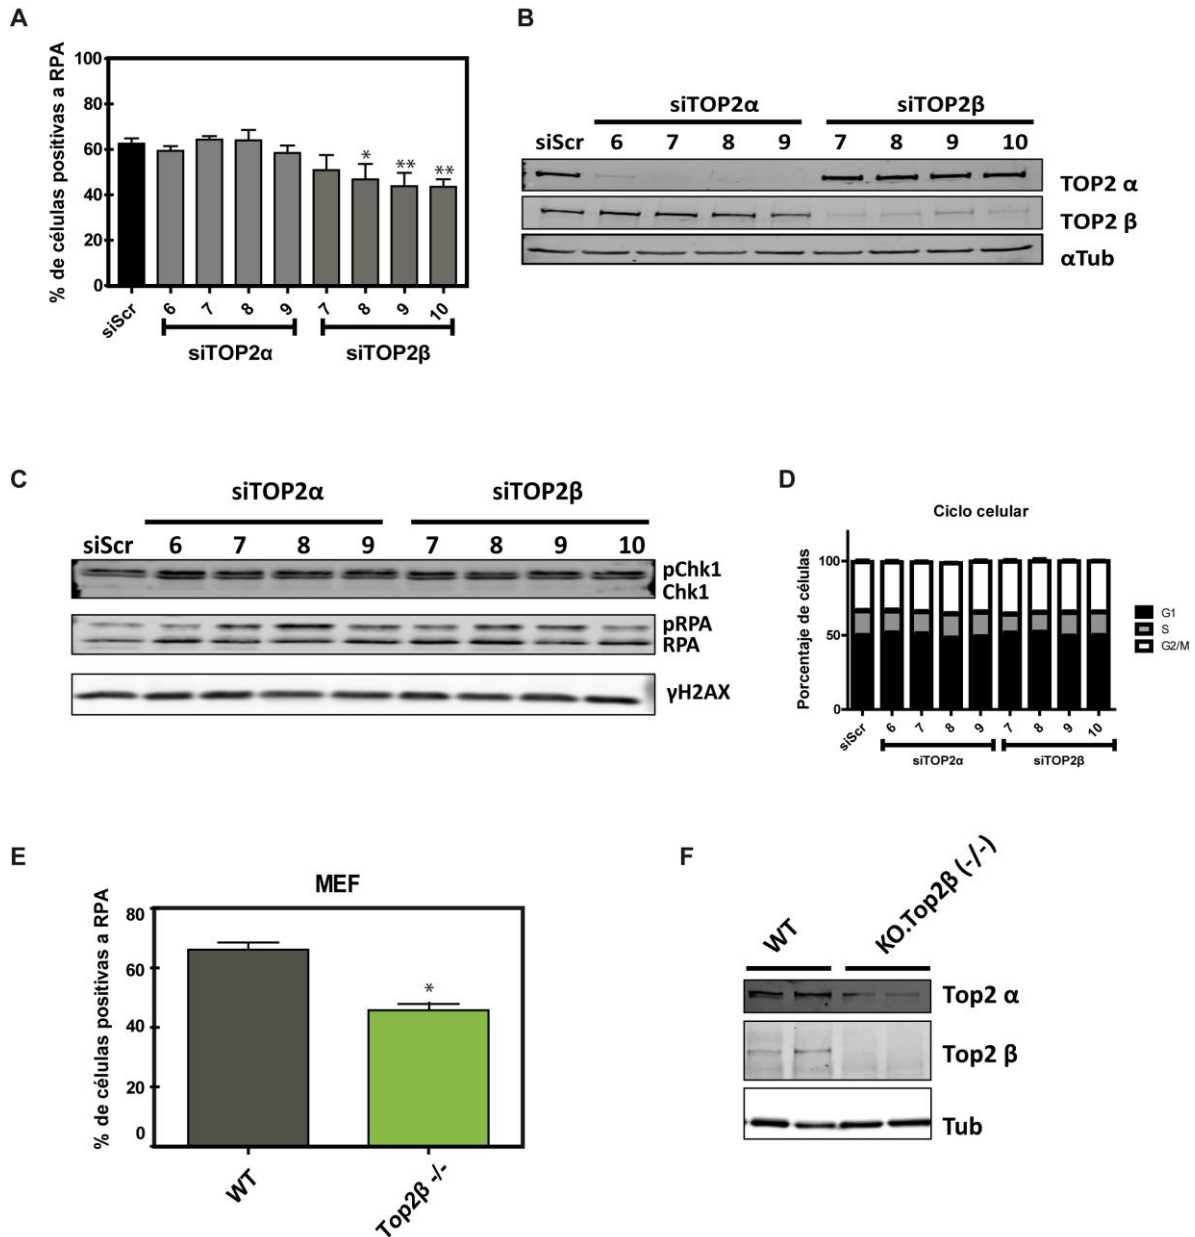 A
% de células positivas a RPA
100
80
60
40
20
0
* ** **
siScr 6 7 8 9 7 8 9 10
siTOP2α siTOP2β
B
siTOP2α siTOP2β
siScr 6 7 8 9 7 8 9 10
TOP2 α
TOP2 β
αTub
C
siTOP2α siTOP2β
siScr 6 7 8 9 7 8 9 10
pChk1
Chk1
pRPA
RPA
γH2AX
D
Ciclo celular
Porcentaje de células
100
50
0
G1
S
G2/M
siScr 6 7 8 9 7 8 9 10
siTOP2α siTOP2β
E
MEF
% de células positivas a RPA
80
60
40
20
0
*
WT Top2β -/-
F
WT KO.Top2β (-/-)
Top2 α
Top2 β
Tub